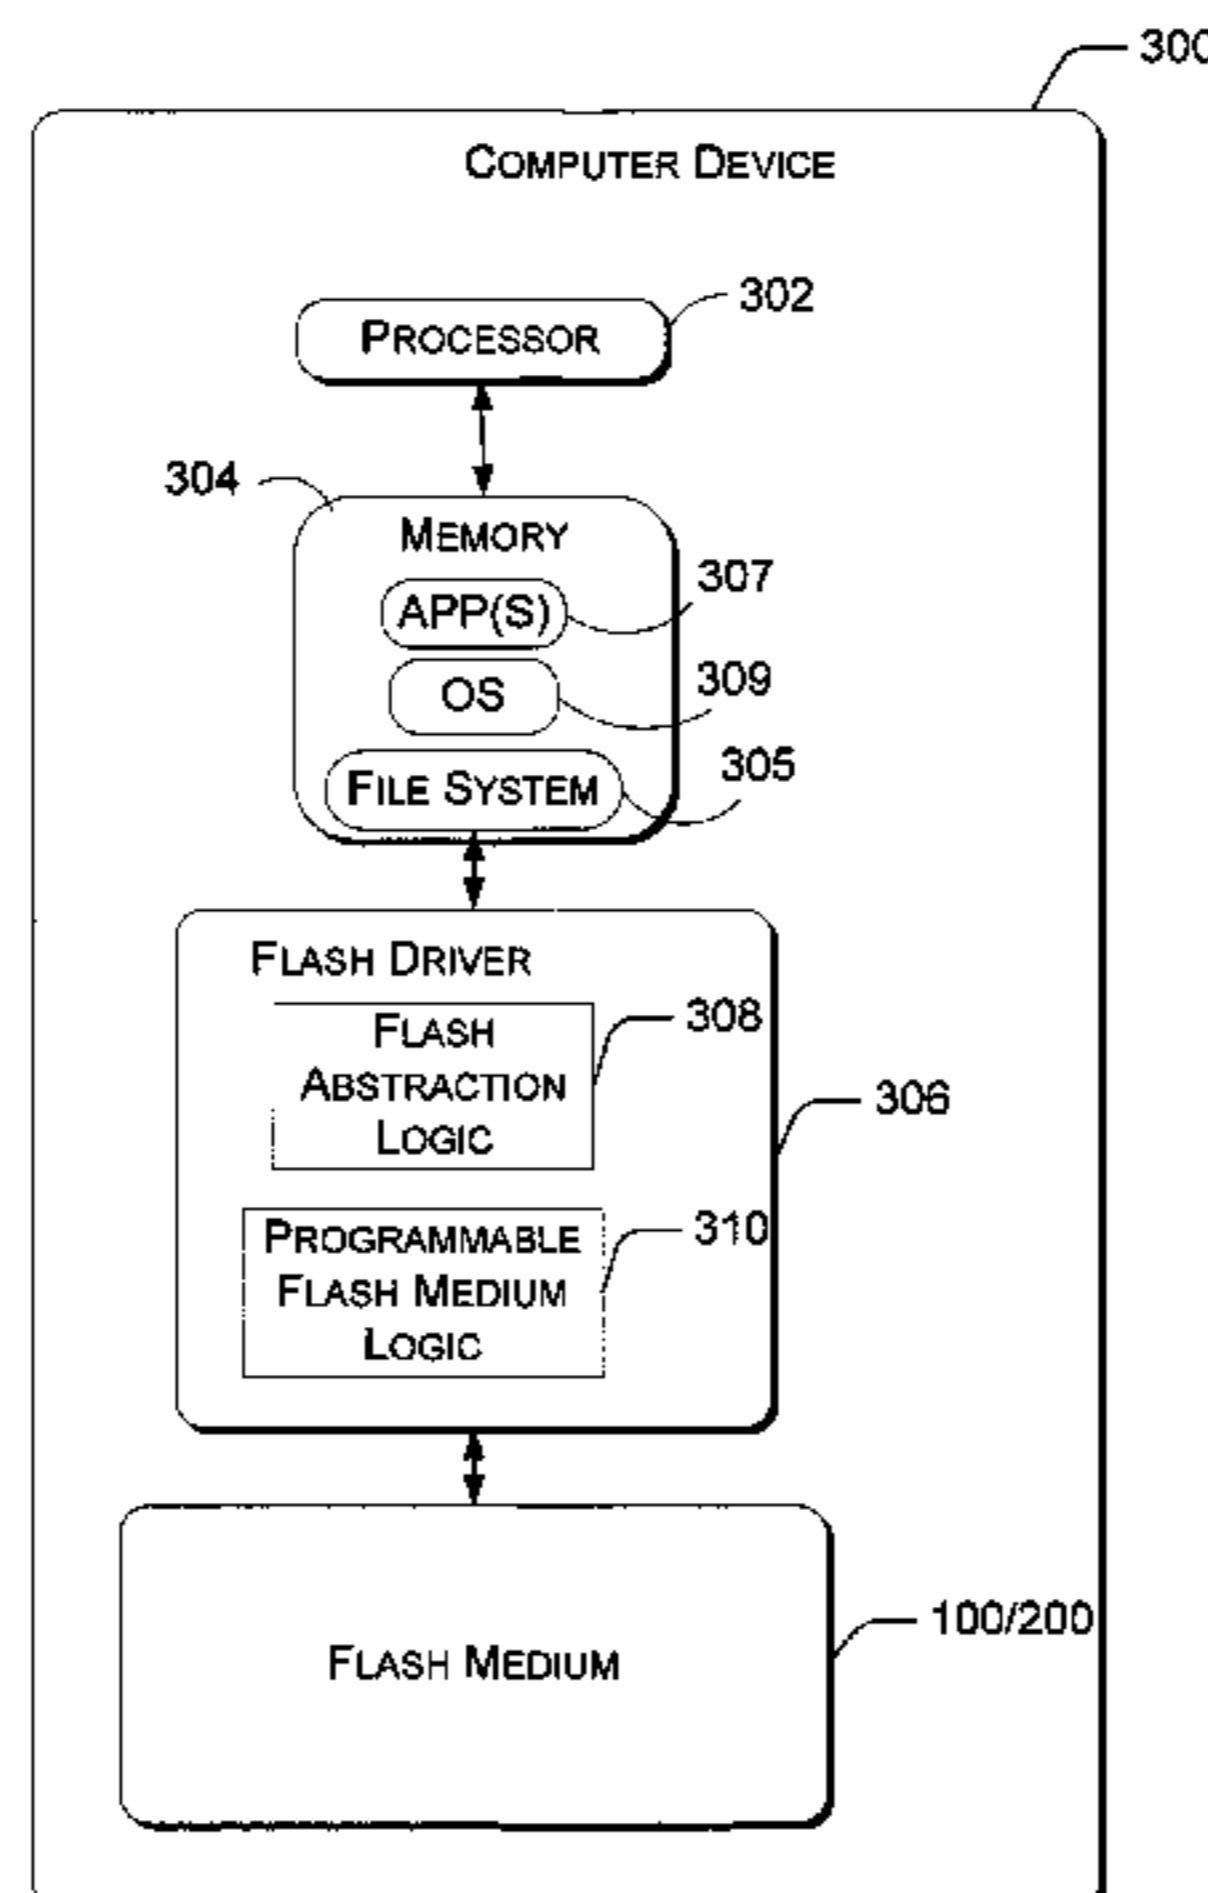 300
COMPUTER DEVICE
302
PROCESSOR
304
MEMORY
307
APP(S)
309
OS
305
FILE SYSTEM
FLASH DRIVER
308
FLASH
ABSTRACTION
LOGIC
306
310
PROGRAMMABLE
FLASH MEDIUM
LOGIC
100/200
FLASH MEDIUM